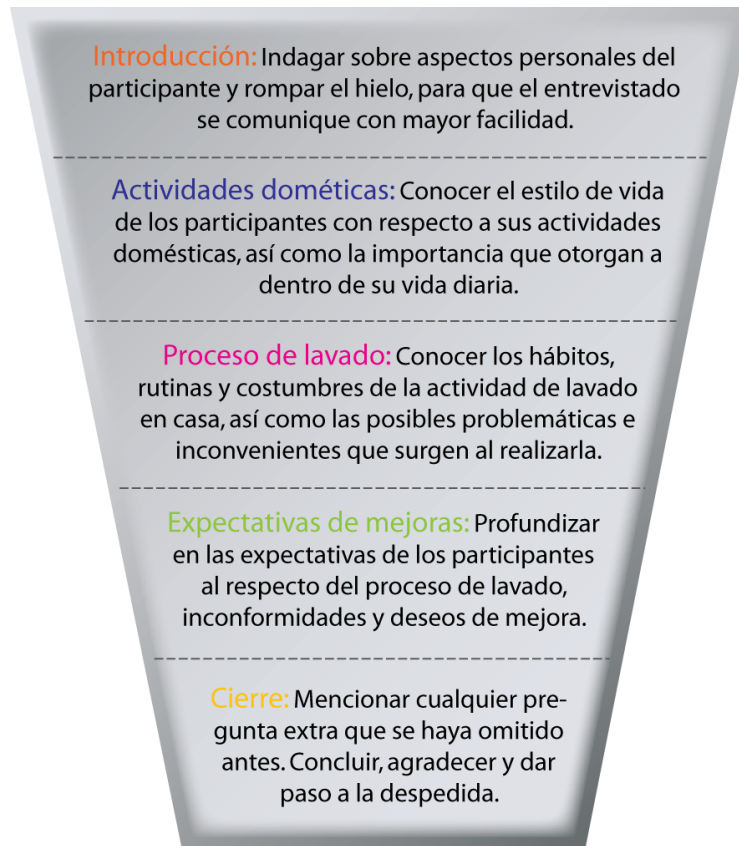 Introducción: Indagar sobre aspectos personales del
participante y rompar el hielo, para que el entrevistado
se comunique con mayor facilidad.
Actividades dométicas: Conocer el estilo de vida
de los participantes con respecto a sus actividades
domésticas, así como la importancia que otorgan a
dentro de su vida diaria.
Proceso de lavado: Conocer los hábitos,
rutinas y costumbres de la actividad de lavado
en casa, así como las posibles problemáticas e
inconvenientes que surgen al realizarla.
Expectativas de mejoras: Profundizar
en las expectativas de los participantes
al respecto del proceso de lavado,
inconformidades y deseos de mejora.
Cierre: Mencionar cualquier pre-
gunta extra que se haya omitido
antes. Concluir, agradecer y dar
paso a la despedida.